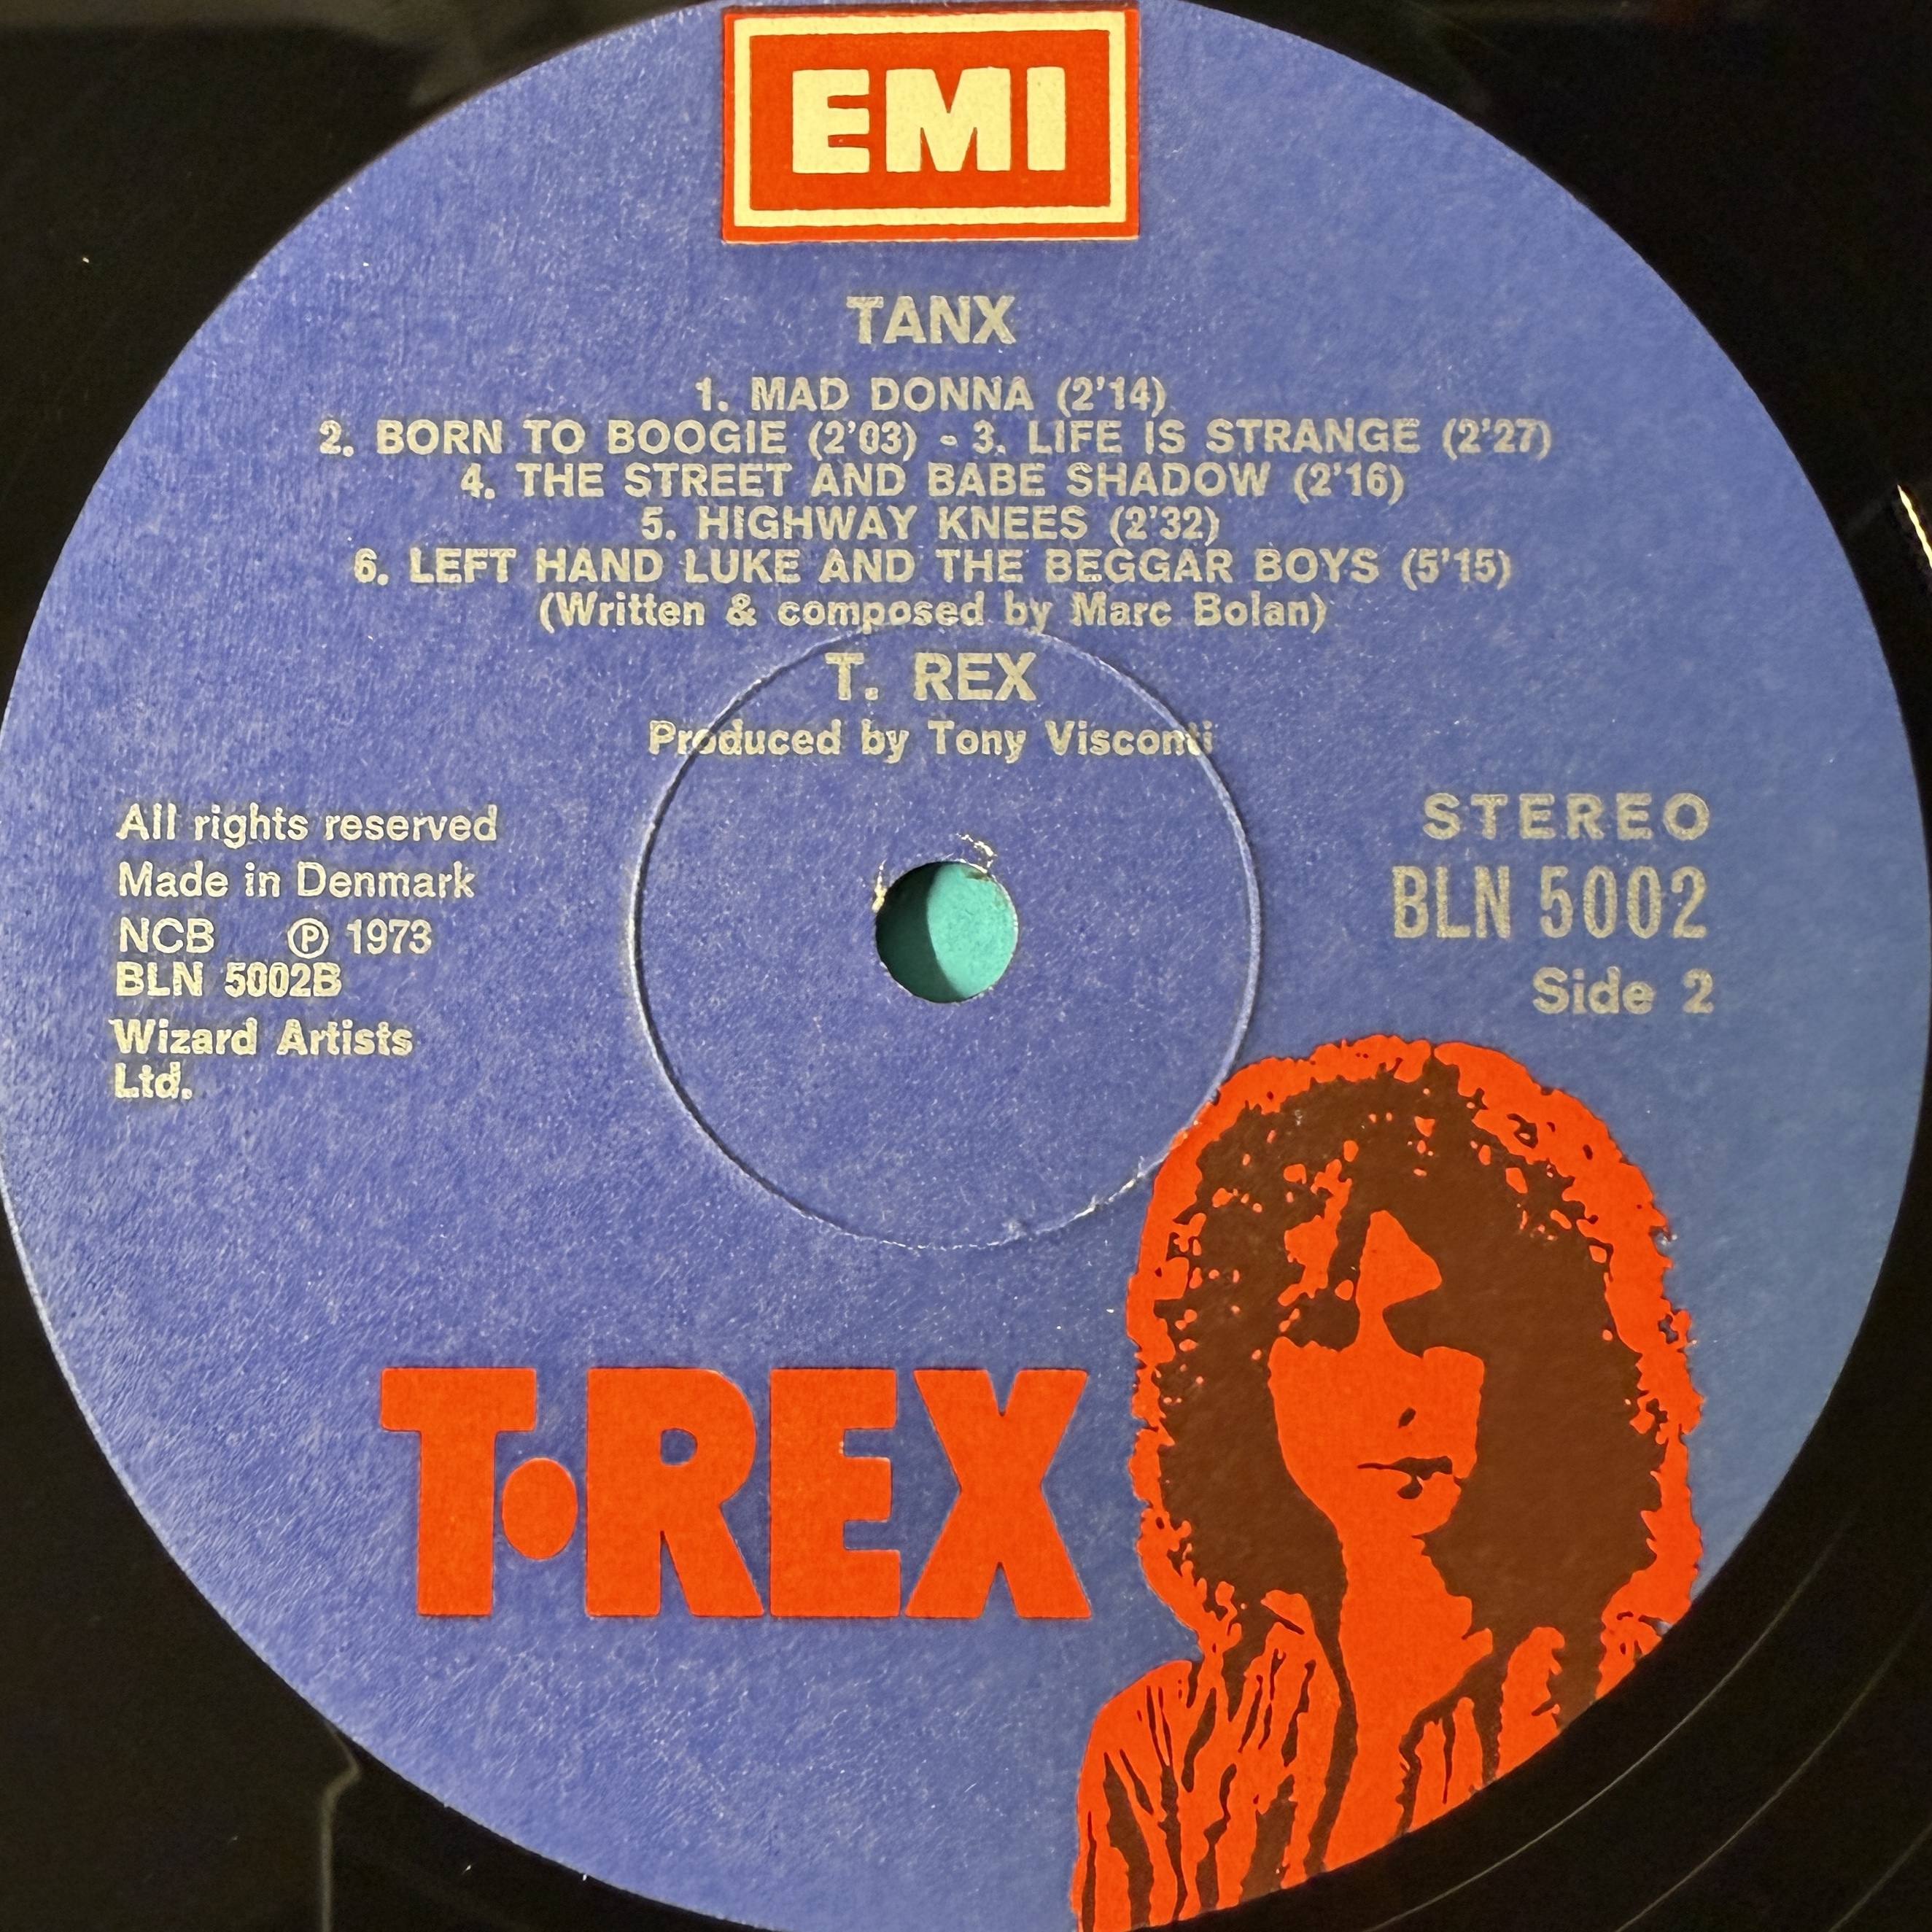 EMI
TANX
1. MAD DONNA (2'14)
2. BORN TO BOOGIE (2'03) - 3. LIFE IS STRANGE (2'27)
4. THE STREET AND BABE SHADOW (2'16)
5. HIGHWAY KNEES (2'32)
6. LEFT HAND LUKE AND THE BEGGAR BOYS (5'15)
(Written & composed by Marc Bolan)
T. REX
Produced by Tony Visconti
All rights reserved
Made in Denmark
NCB ℗ 1973
BLN 5002B
Wizard Artists
Ltd.
STEREO
BLN 5002
Side 2
T•REX